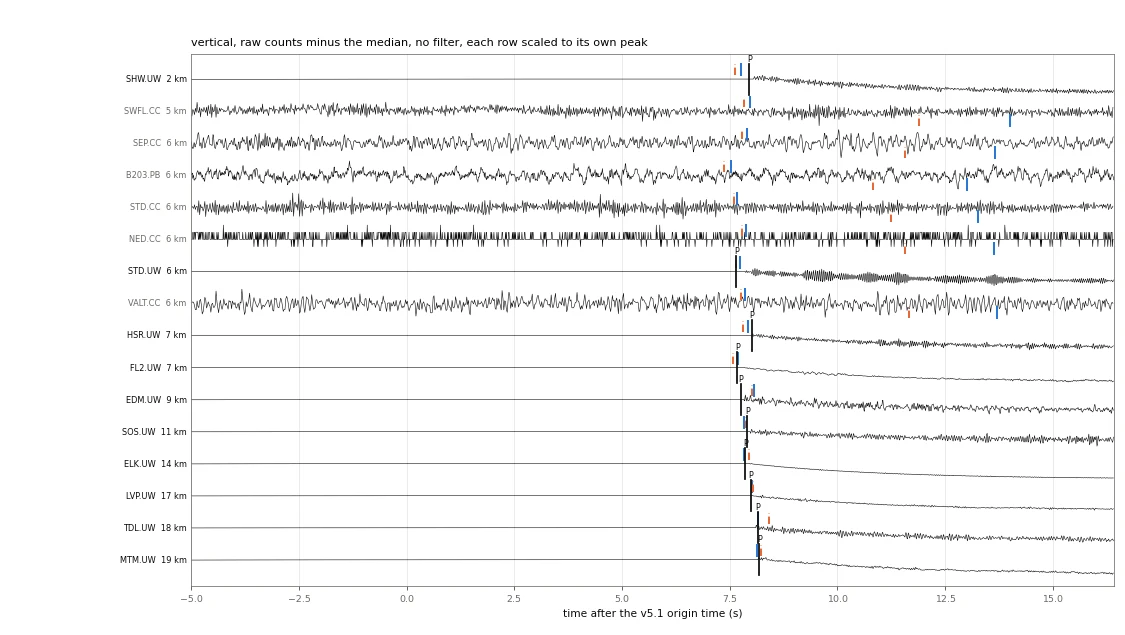 vertical, raw counts minus the median, no filter, each row scaled to its own peak
P
SHW.UW 2 km
SWFL.CC 5 km
SEP.CC 6 km
B203.PB 6 km
STD.CC 6 km
NED.CC 6 km
P
STD.UW 6 km
VALT.CC 6 km
P
HSR.UW 7 km
P
FL2.UW 7 km
P
EDM.UW 9 km
P
SOS.UW 11 km
P
ELK.UW 14 km
P
LVP.UW 17 km
P
TDL.UW 18 km
P
MTM.UW 19 km
−5.0 −2.5 0.0 2.5 5.0 7.5 10.0 12.5 15.0
time after the v5.1 origin time (s)